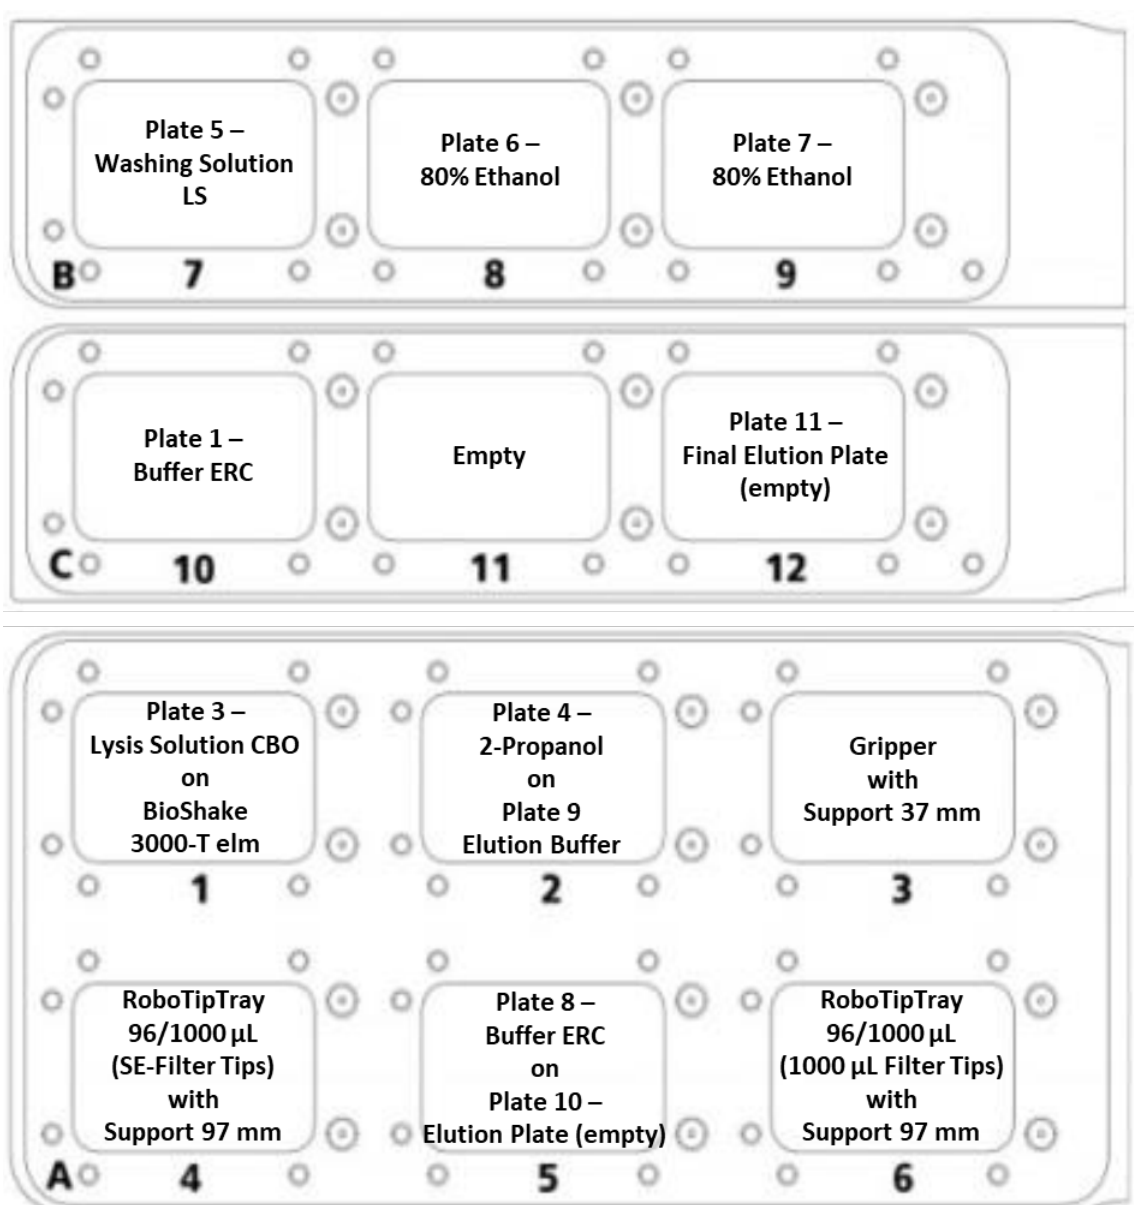 Plate 5 –
Washing Solution
LS
Plate 6 –
80% Ethanol
Plate 7 –
80% Ethanol
B
7
8
9
Plate 1 –
Buffer ERC
Empty
Plate 11 –
Final Elution Plate
(empty)
C
10
11
12
Plate 3 –
Lysis Solution CBO
on
BioShake
3000-T elm
Plate 4 –
2-Propanol
on
Plate 9
Elution Buffer
Gripper
with
Support 37 mm
1
2
3
RoboTipTray
96/1000 µL
(SE-Filter Tips)
with
Support 97 mm
Plate 8 –
Buffer ERC
on
Plate 10 –
Elution Plate (empty)
RoboTipTray
96/1000 µL
(1000 µL Filter Tips)
with
Support 97 mm
A
4
5
6